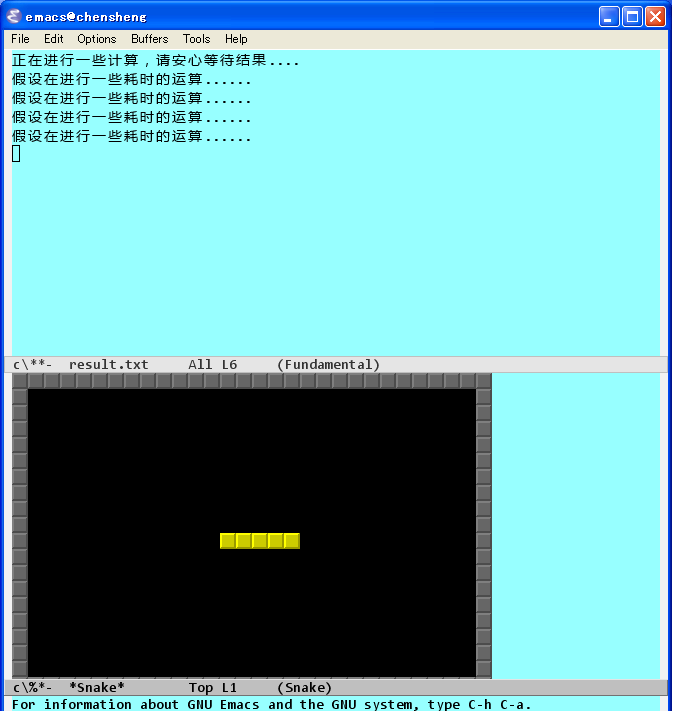 emacs@chensheng
File Edit Options Buffers Tools Help
正在进行一些计算，请安心等待结果....
假设在进行一些耗时的运算......
假设在进行一些耗时的运算......
假设在进行一些耗时的运算......
假设在进行一些耗时的运算......
c\**-  result.txt     All L6     (Fundamental)
c\%*-  *Snake*        Top L1     (Snake)
For information about GNU Emacs and the GNU system, type C-h C-a.